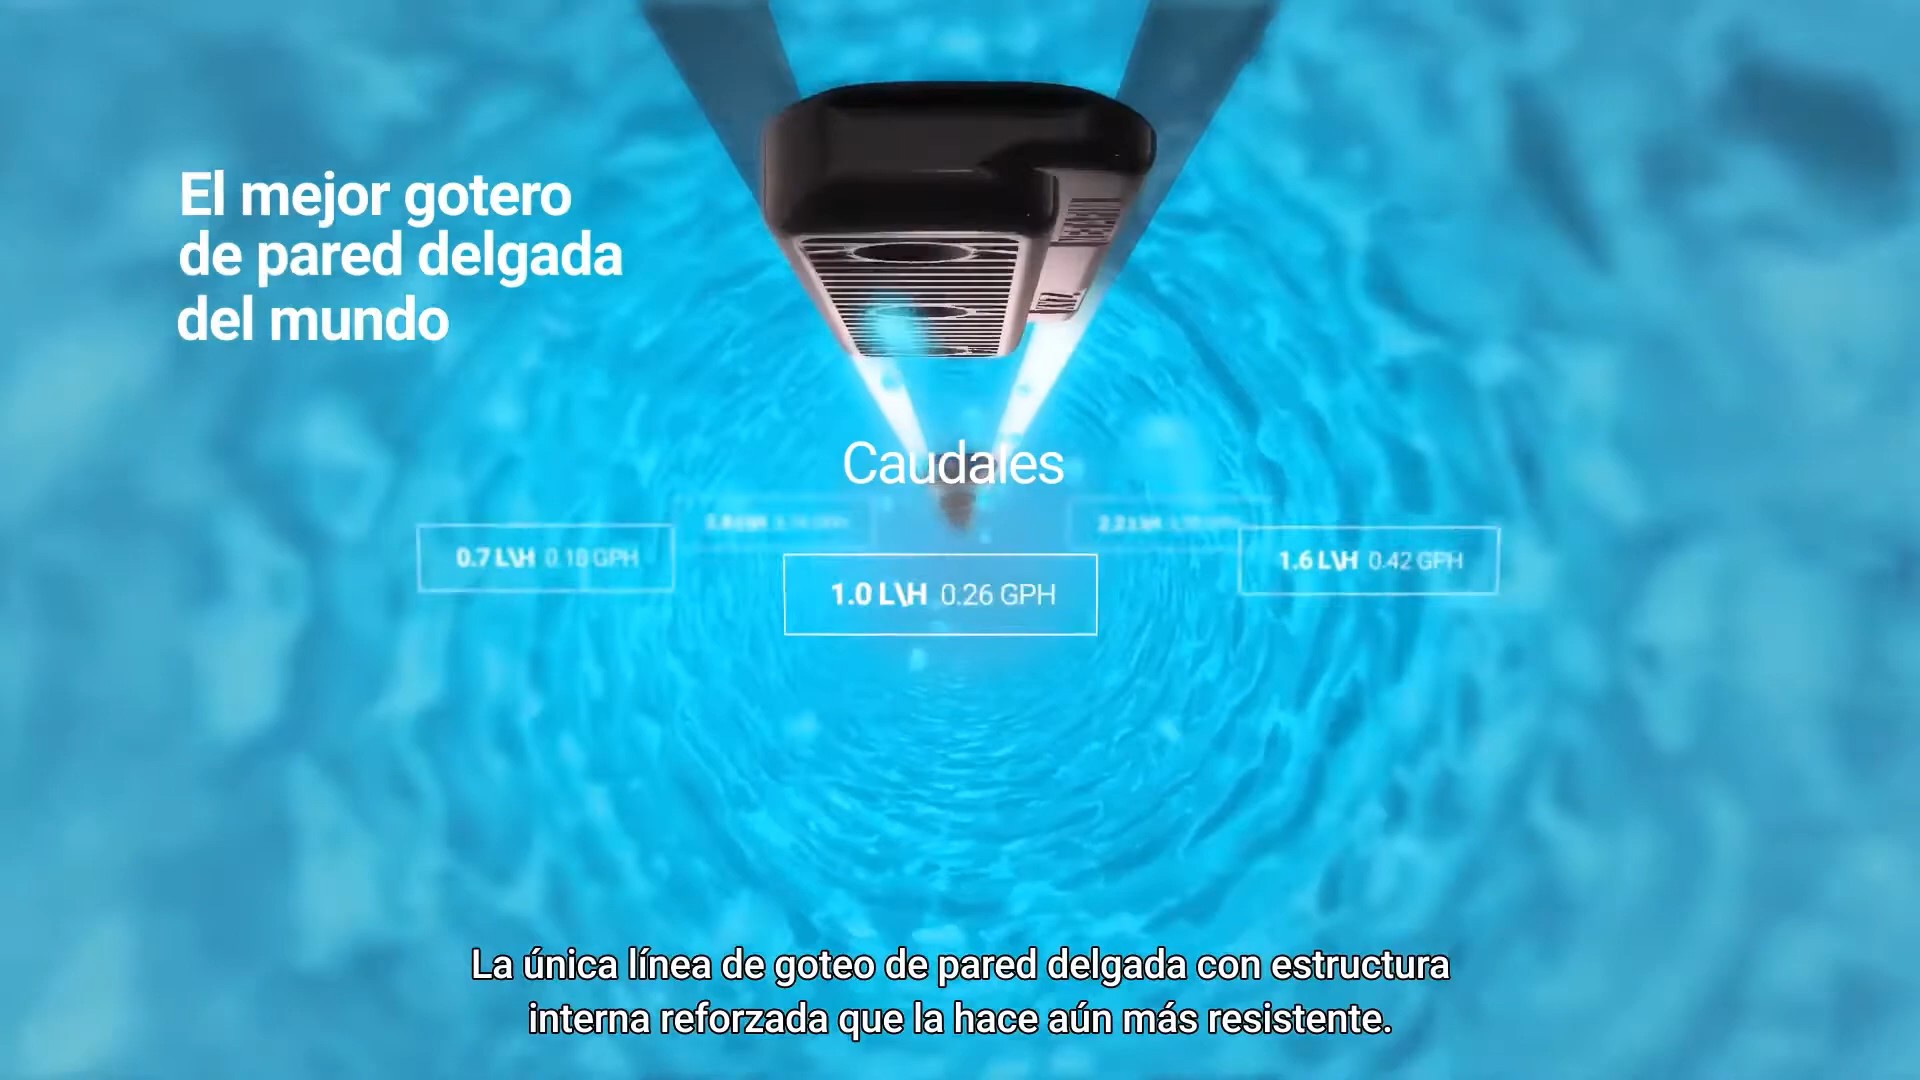 El mejor gotero
de pared delgada
del mundo
Caudales
0.7 L\H 0.18 GPH
1.0 L\H 0.26 GPH
1.6 L\H 0.42 GPH
La única línea de goteo de pared delgada con estructura
interna reforzada que la hace aún más resistente.